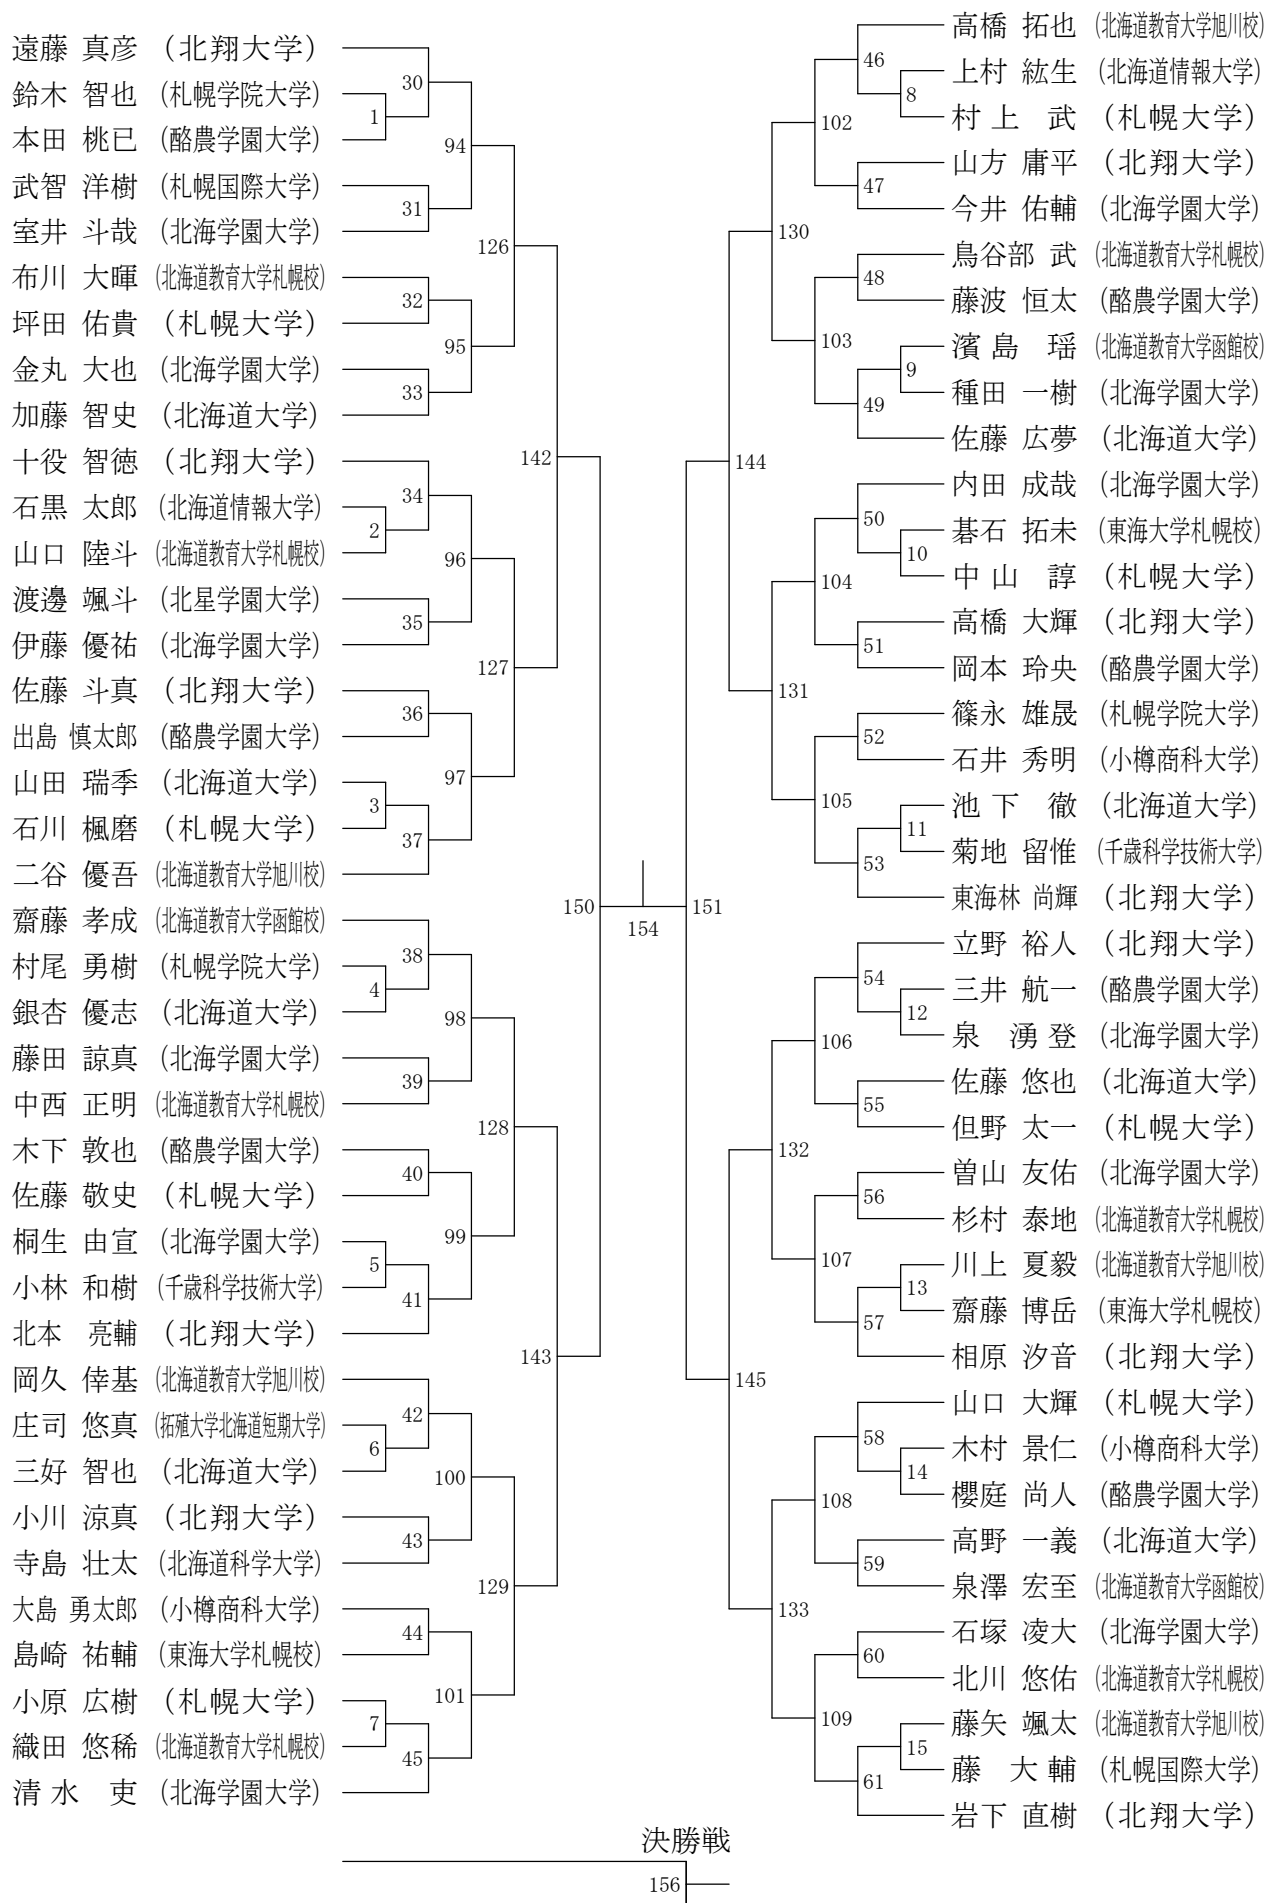 遠藤 真彦 (北翔大学)
鈴木 智也 (札幌学院大学)
本田 桃已 (酪農学園大学)
武智 洋樹 (札幌国際大学)
室井 斗哉 (北海学園大学)
布川 大暉 (北海道教育大学札幌校)
坪田 佑貴 (札幌大学)
金丸 大也 (北海学園大学)
加藤 智史 (北海道大学)
十役 智徳 (北翔大学)
石黒 太郎 (北海道情報大学)
山口 陸斗 (北海道教育大学札幌校)
渡邊 颯斗 (北星学園大学)
伊藤 優祐 (北海学園大学)
佐藤 斗真 (北翔大学)
出島 慎太郎 (酪農学園大学)
山田 瑞季 (北海道大学)
石川 楓磨 (札幌大学)
二谷 優吾 (北海道教育大学旭川校)
齋藤 孝成 (北海道教育大学函館校)
村尾 勇樹 (札幌学院大学)
銀杏 優志 (北海道大学)
藤田 諒真 (北海学園大学)
中西 正明 (北海道教育大学札幌校)
木下 敦也 (酪農学園大学)
佐藤 敬史 (札幌大学)
桐生 由宣 (北海学園大学)
小林 和樹 (千歳科学技術大学)
北本 亮輔 (北翔大学)
岡久 倖基 (北海道教育大学旭川校)
庄司 悠真 (拓殖大学北海道短期大学)
三好 智也 (北海道大学)
小川 涼真 (北翔大学)
寺島 壮太 (北海道科学大学)
大島 勇太郎 (小樽商科大学)
島崎 祐輔 (東海大学札幌校)
小原 広樹 (札幌大学)
織田 悠稀 (北海道教育大学札幌校)
清水 吏 (北海学園大学)
1
2
3
4
5
6
7
30
31
32
33
34
35
36
37
38
39
40
41
42
43
44
45
94
95
96
97
98
99
100
101
126
127
128
129
142
143
150
154
151
144
145
130
131
132
133
102
103
104
105
106
107
108
109
46
47
48
49
50
51
52
53
54
55
56
57
58
59
60
61
8
9
10
11
12
13
14
15
高橋 拓也 (北海道教育大学旭川校)
上村 紘生 (北海道情報大学)
村上 武 (札幌大学)
山方 庸平 (北翔大学)
今井 佑輔 (北海学園大学)
鳥谷部 武 (北海道教育大学札幌校)
藤波 恒太 (酪農学園大学)
濱島 瑶 (北海道教育大学函館校)
種田 一樹 (北海学園大学)
佐藤 広夢 (北海道大学)
内田 成哉 (北海学園大学)
碁石 拓未 (東海大学札幌校)
中山 諄 (札幌大学)
高橋 大輝 (北翔大学)
岡本 玲央 (酪農学園大学)
篠永 雄晟 (札幌学院大学)
石井 秀明 (小樽商科大学)
池下 徹 (北海道大学)
菊地 留惟 (千歳科学技術大学)
東海林 尚輝 (北翔大学)
立野 裕人 (北翔大学)
三井 航一 (酪農学園大学)
泉 湧登 (北海学園大学)
佐藤 悠也 (北海道大学)
但野 太一 (札幌大学)
曽山 友佑 (北海学園大学)
杉村 泰地 (北海道教育大学札幌校)
川上 夏毅 (北海道教育大学旭川校)
齋藤 博岳 (東海大学札幌校)
相原 汐音 (北翔大学)
山口 大輝 (札幌大学)
木村 景仁 (小樽商科大学)
櫻庭 尚人 (酪農学園大学)
高野 一義 (北海道大学)
泉澤 宏至 (北海道教育大学函館校)
石塚 凌大 (北海学園大学)
北川 悠佑 (北海道教育大学札幌校)
藤矢 颯太 (北海道教育大学旭川校)
藤 大輔 (札幌国際大学)
岩下 直樹 (北翔大学)
決勝戦
156